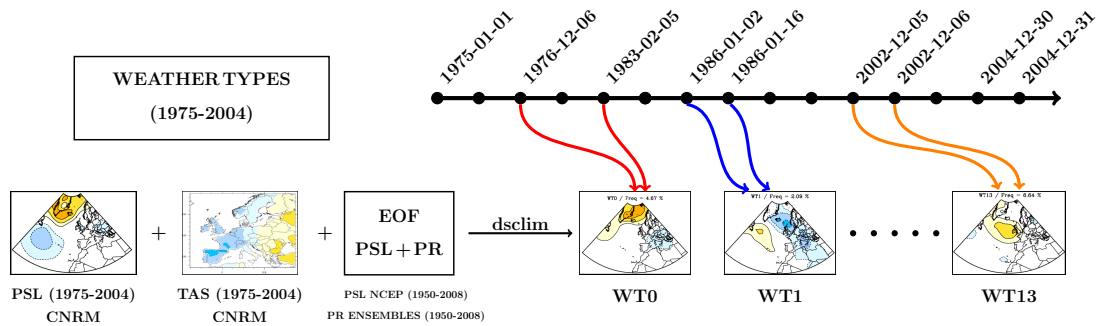 1975-01-01
1976-12-06
1983-02-05
1986-01-02
1986-01-16
2002-12-05
2002-12-06
2004-12-30
2004-12-31
WEATHER TYPES
(1975-2004)
WT0 / Freq = 4.87 %
WT1 / Freq = 2.09 %
WT13 / Freq = 6.64 %
+
+
EOF
PSL+PR
dsclim
PSL (1975-2004)
CNRM
TAS (1975-2004)
CNRM
PSL NCEP (1950-2008)
PR ENSEMBLES (1950-2008)
WT0
WT1
WT13